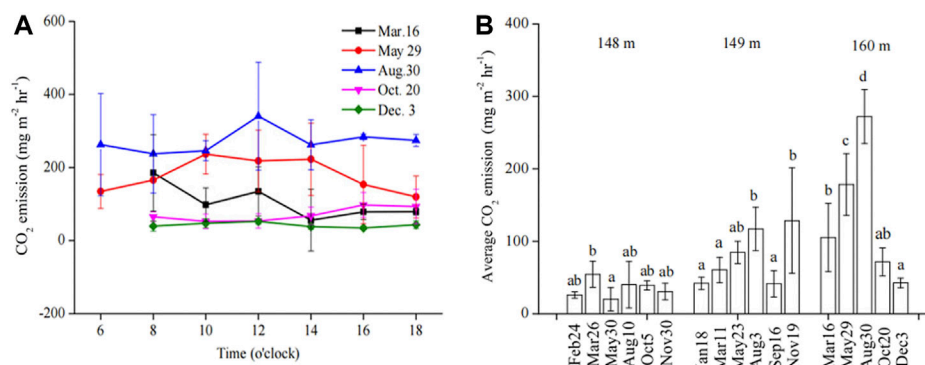 A
600
400
200
0
-200
CO2 emission (mg m-2 hr-1)
6 8 10 12 14 16 18
Time (o'clock)
Mar.16
May 29
Aug.30
Oct. 20
Dec. 3
B
400
300
200
100
0
Average CO2 emission (mg m-2 hr-1)
148 m 149 m 160 m
ab b a ab ab ab
a a ab b a b
b c d ab a
Feb24 Mar26 May30 Aug10 Oct5 Nov30
Jan18 Mar11 May23 Aug3 Sep16 Nov19
Mar16 May29 Aug30 Oct20 Dec3